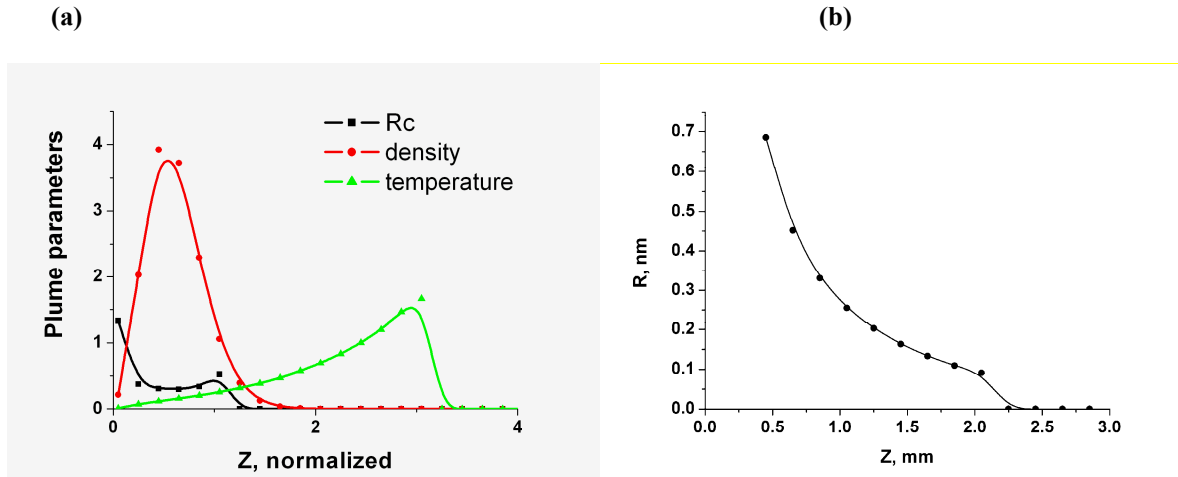 (a)
(b)
Plume parameters
4
3
2
1
0
Rc
density
temperature
0
2
4
Z, normalized
R, nm
0.7
0.6
0.5
0.4
0.3
0.2
0.1
0.0
0.0
0.5
1.0
1.5
2.0
2.5
3.0
Z, mm